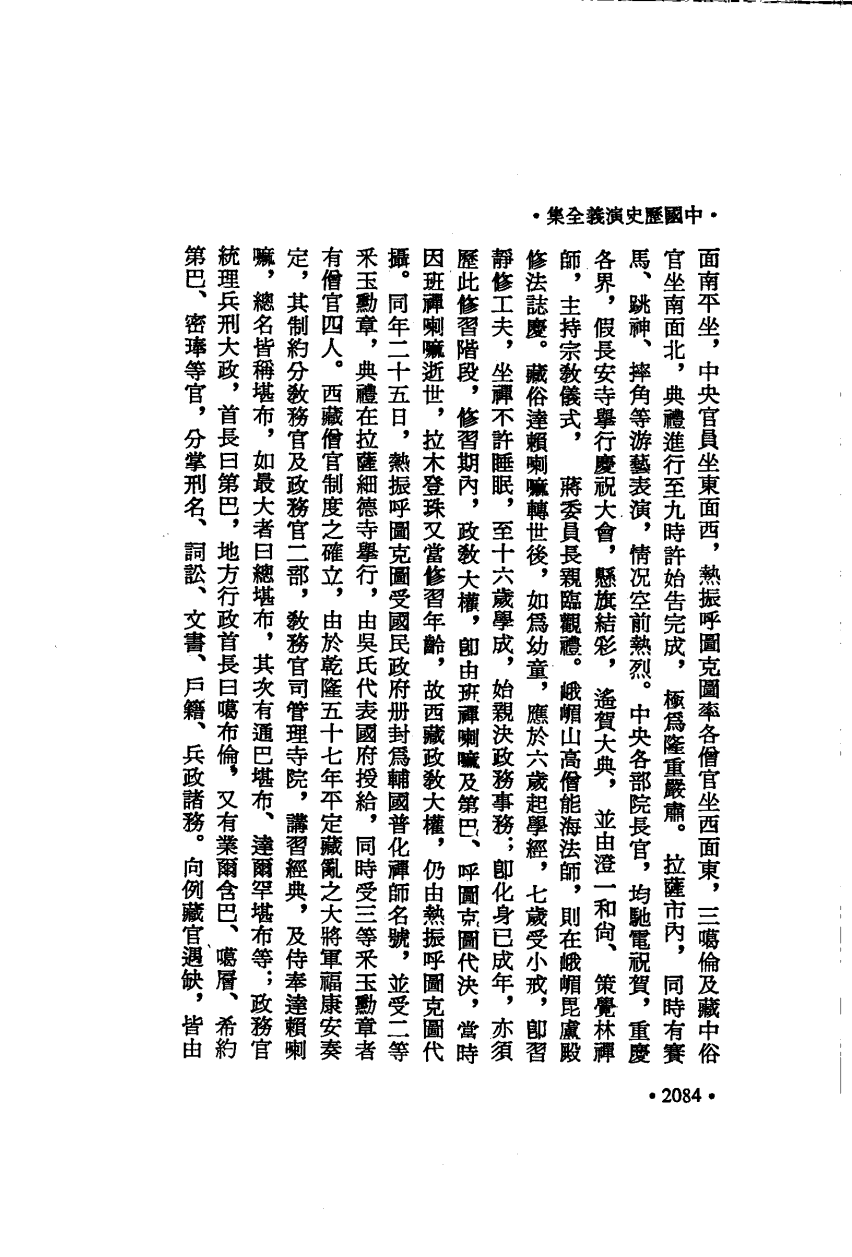 ・中國歷史演義全集・
面南平坐，中央官員坐東面西，熱振呼圖克圖率各僧官坐西面東，三噶倫及藏中俗
官坐南面北，典禮進行至九時許始告完成，極爲隆重嚴肅。拉薩市內，同時有賽
馬、跳神、摔角等游藝表演，情況空前熱烈。中央各部院長官，均馳電祝賀，重慶
各界，假長安寺舉行慶祝大會，懸旗結彩，遙賀大典，並由澄一和尙、策覺林禪
師，主持宗敎儀式，蔣委員長親臨觀禮。峨嵋山高僧能海法師，則在峨嵋毘盧殿
修法誌慶。藏俗達賴喇嘛轉世後，如爲幼童，應於六歲起學經，七歲受小戒，卽習
靜修工夫，坐禪不許睡眠，至十六歲學成，始親決政務事務；卽化身已成年，亦須
歷此修習階段，修習期內，政敎大權，卽由班禪喇嘛及第巴、呼圖克圖代決，當時
因班禪喇嘛逝世，拉木登珠又當修習年齡，故西藏政敎大權，仍由熱振呼圖克圖代
攝。同年二十五日，熱振呼圖克圖受國民政府册封爲輔國普化禪師名號，並受二等
釆玉勳章，典禮在拉薩細德寺舉行，由吳氏代表國府授給，同時受三等釆玉勳章者
有僧官四人。西藏僧官制度之確立，由於乾隆五十七年平定藏亂之大將軍福康安奏
定，其制約分敎務官及政務官二部，敎務官司管理寺院，講習經典，及侍奉達賴喇
嘛，總名皆稱堪布，如最大者曰總堪布，其次有通巴堪布、達爾罕堪布等；政務官
統理兵刑大政，首長曰第巴，地方行政首長曰噶布倫，又有業爾含巴、噶層、希約
第巴、密琫等官，分掌刑名、詞訟、文書、戶籍、兵政諸務。向例藏官遇缺，皆由
・2084・